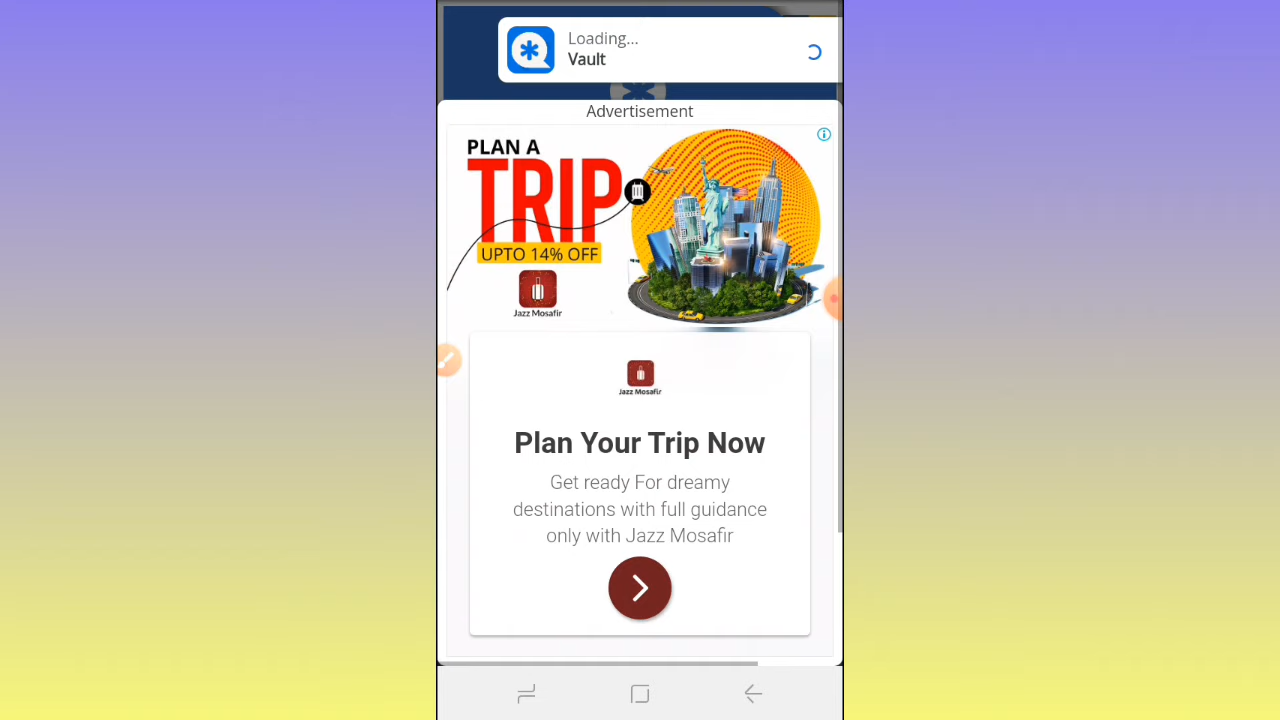 Loading...
Vault
Advertisement
PLAN A
TRIP
UPTO 14% OFF
Jazz Mosafir
Jazz Mosafir
Plan Your Trip Now
Get ready For dreamy
destinations with full guidance
only with Jazz Mosafir